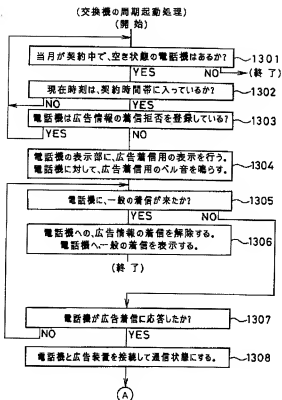 (交換機の周期起動処理)
(開始)
当月が契約中で、空き状態の電話機はあるか?
1301
YES NO
(終了)
現在時刻は、契約時間帯に入っているか?
1302
NO YES
電話機は広告情報の着信拒否を登録している?
1303
YES NO
電話機の表示部に、広告着信用の表示を行う。
電話機に対して、広告着信用のベル音を鳴らす。
1304
電話機に、一般の着信が来たか?
1305
YES NO
電話機への、広告情報の着信を解除する。
電話機へ一般の着信を表示する。
1306
(終了)
電話機が広告着信に応答したか?
1307
NO YES
電話機と広告装置を接続して通信状態にする。
1308
A